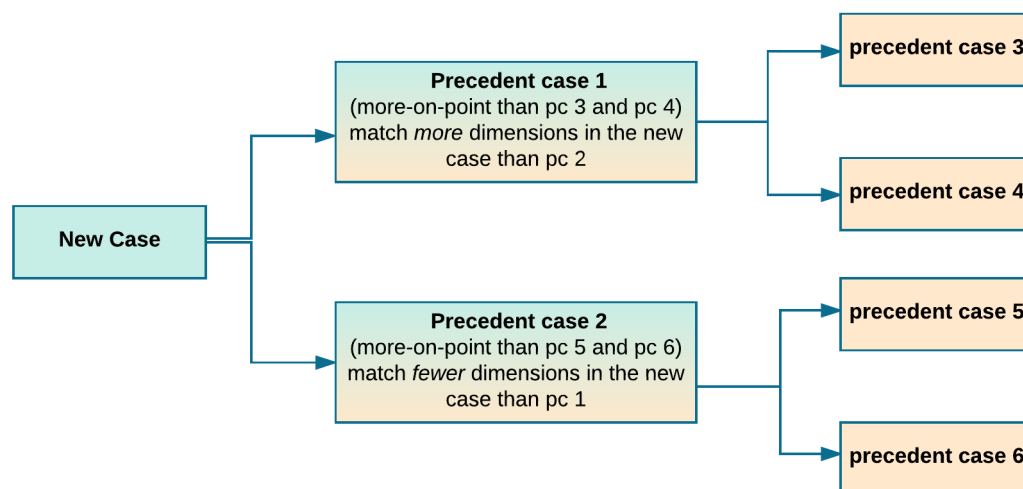 New Case
Precedent case 1
(more-on-point than pc 3 and pc 4)
match more dimensions in the new
case than pc 2
Precedent case 2
(more-on-point than pc 5 and pc 6)
match fewer dimensions in the new
case than pc 1
precedent case 3
precedent case 4
precedent case 5
precedent case 6